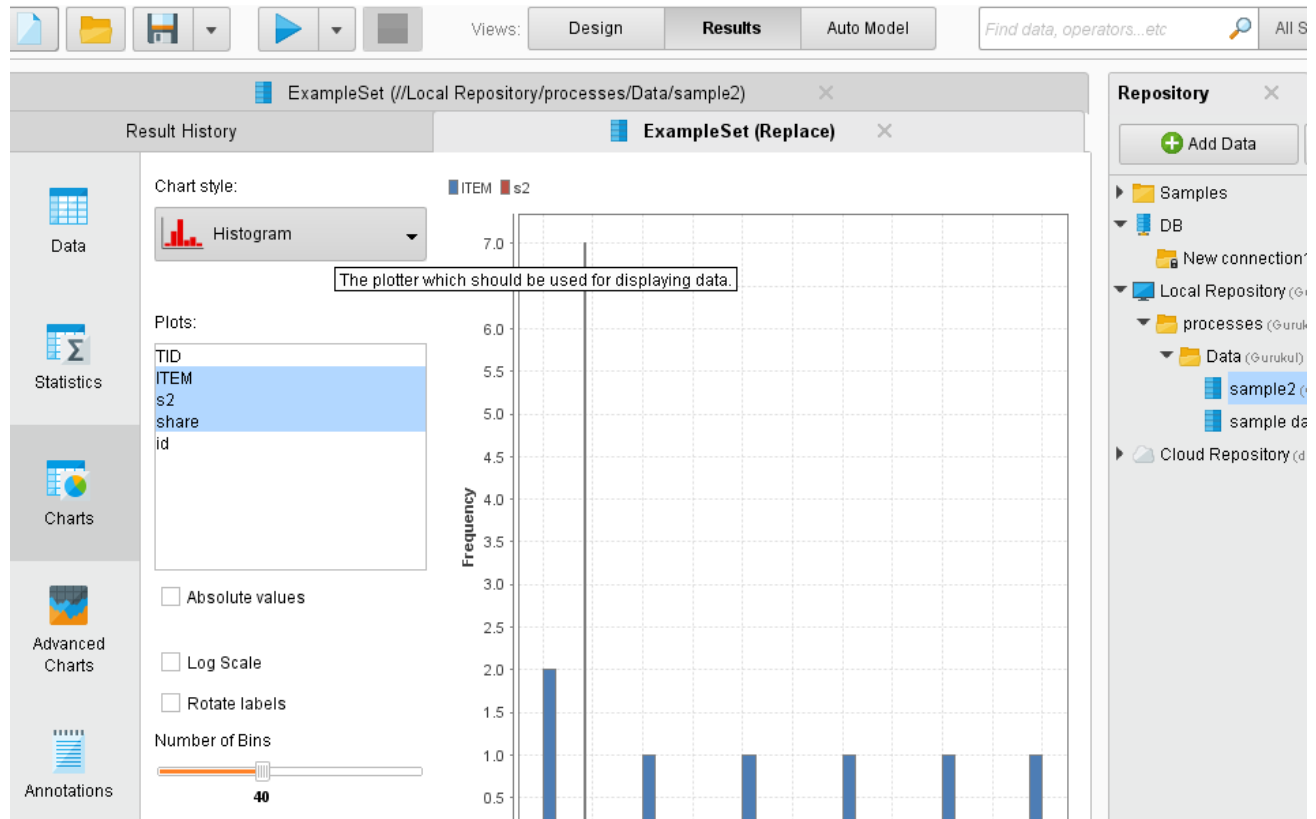 Views: Design Results Auto Model Find data, operators...etc All S
ExampleSet (//Local Repository/processes/Data/sample2)
Result History ExampleSet (Replace)
Data
Statistics
Charts
Advanced
Charts
Annotations
Chart style:
Histogram
The plotter which should be used for displaying data.
Plots:
TID
ITEM
s2
share
id
Absolute values
Log Scale
Rotate labels
Number of Bins
40
ITEM s2
Frequency
7.0
6.0
5.5
5.0
4.5
4.0
3.5
3.0
2.5
2.0
1.5
1.0
0.5
Repository
Add Data
Samples
DB
New connection
Local Repository (G
processes (Guruk
Data (Gurukul)
sample2 (
sample da
Cloud Repository (d